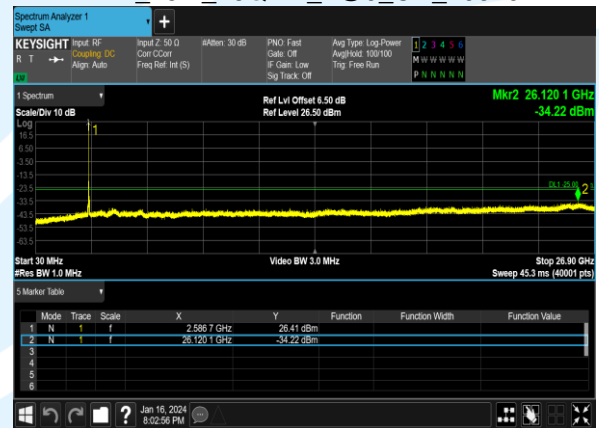 Spectrum Analyzer 1
Swept SA
+
KEYSIGHT
R T
Input: RF
Coupling: DC
Align: Auto
Input Z: 50 Ω
Corr CCorr
Freq Ref: Int (S)
#Atten: 30 dB
PNO: Fast
Gate: Off
IF Gain: Low
Sig Track: Off
Avg Type: Log-Power
Avg|Hold: 100/100
Trig: Free Run
1 2 3 4 5 6
M W W W W W
P N N N N N
1 Spectrum
Scale/Div 10 dB
Ref Lvl Offset 6.50 dB
Ref Level 26.50 dBm
Mkr2 26.120 1 GHz
-34.22 dBm
Log
16.5
6.50
-3.50
-13.5
-23.5
-33.5
-43.5
-53.5
-63.5
1
DL1 -25.00
2
Start 30 MHz
#Res BW 1.0 MHz
Video BW 3.0 MHz
Stop 26.90 GHz
Sweep 45.3 ms (40001 pts)
5 Marker Table
Mode Trace Scale X Y Function Function Width Function Value
1 N 1 f 2.586 7 GHz 26.41 dBm
2 N 1 f 26.120 1 GHz -34.22 dBm
3
4
5
6
?
Jan 16, 2024
8:02:56 PM